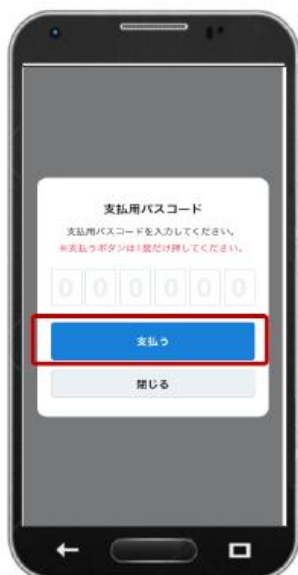 支払用パスコード
支払用パスコードを入力してください。
※支払うボタンは1度だけ押してください。
0 0 0 0 0 0
支払う
閉じる